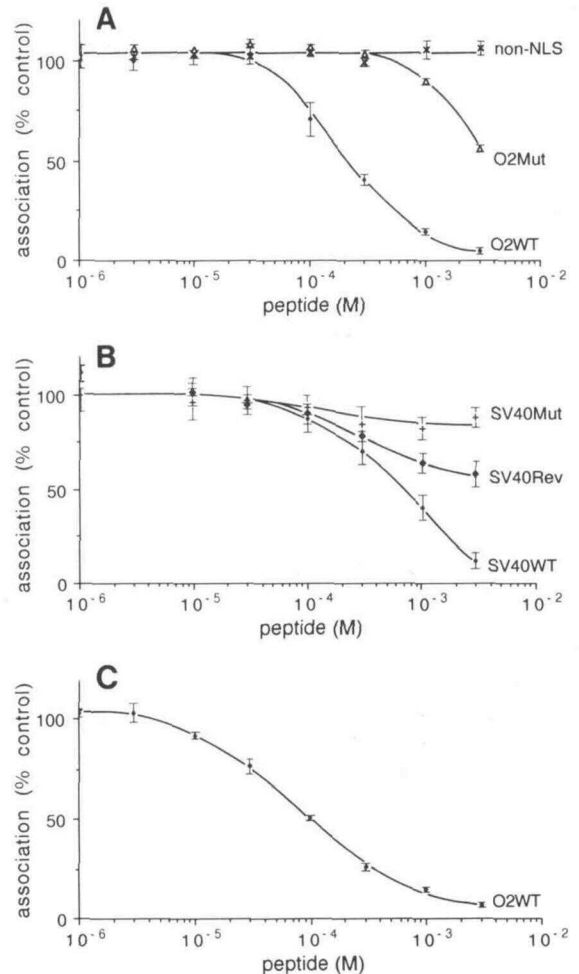 A
association (% control)
100
50
0
non-NLS
O2Mut
O2WT
10⁻⁶ 10⁻⁵ 10⁻⁴ 10⁻³ 10⁻²
peptide (M)
B
association (% control)
100
50
0
SV40Mut
SV40Rev
SV40WT
10⁻⁶ 10⁻⁵ 10⁻⁴ 10⁻³ 10⁻²
peptide (M)
C
association (% control)
100
50
0
O2WT
10⁻⁶ 10⁻⁵ 10⁻⁴ 10⁻³ 10⁻²
peptide (M)